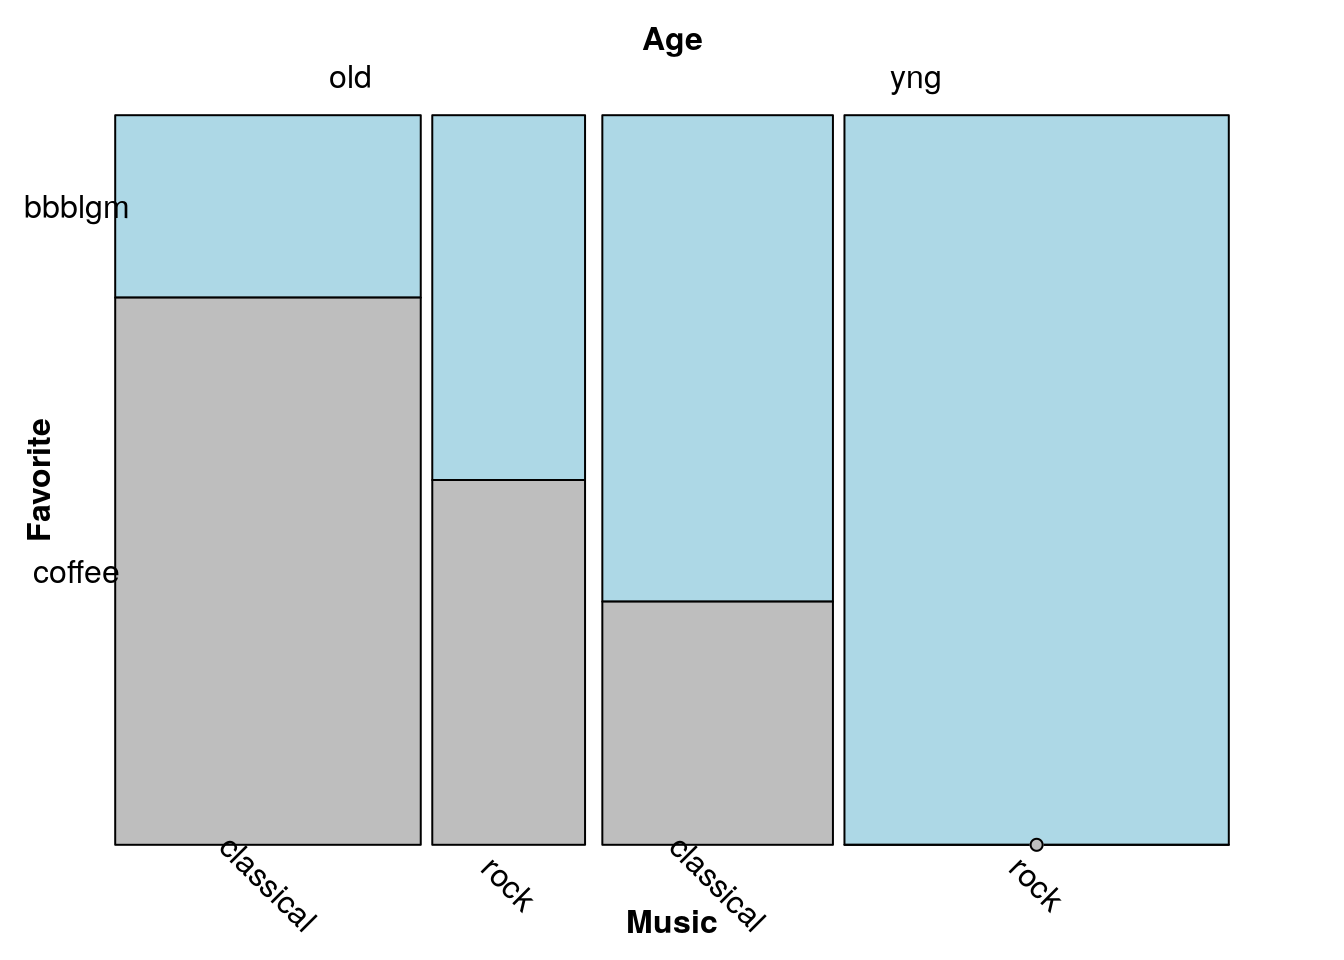 Age
old yng
bbblgm
Favorite
coffee
classical rock classical rock
Music